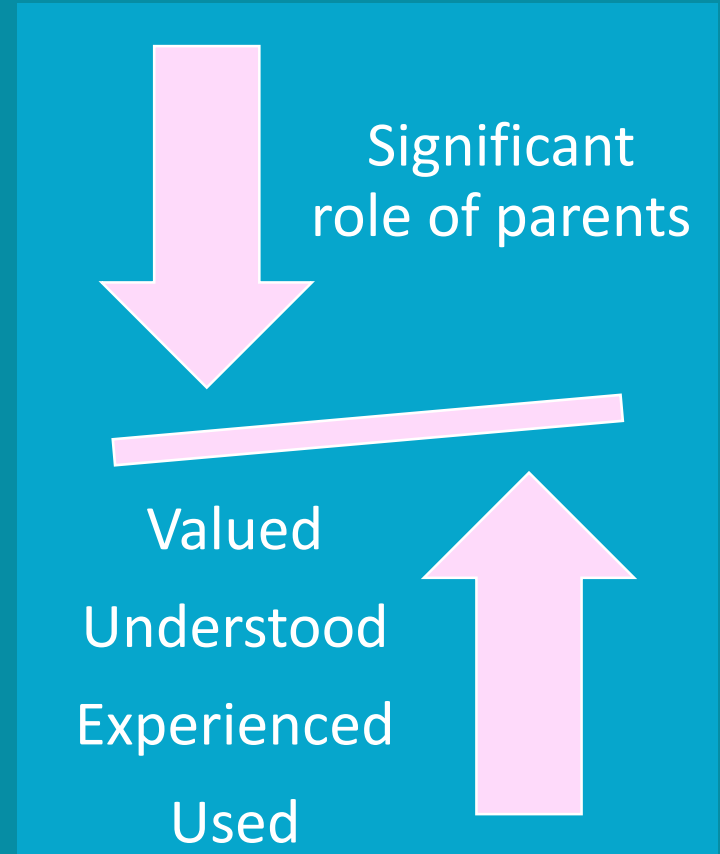 Significant
role of parents
Valued
Understood
Experienced
Used